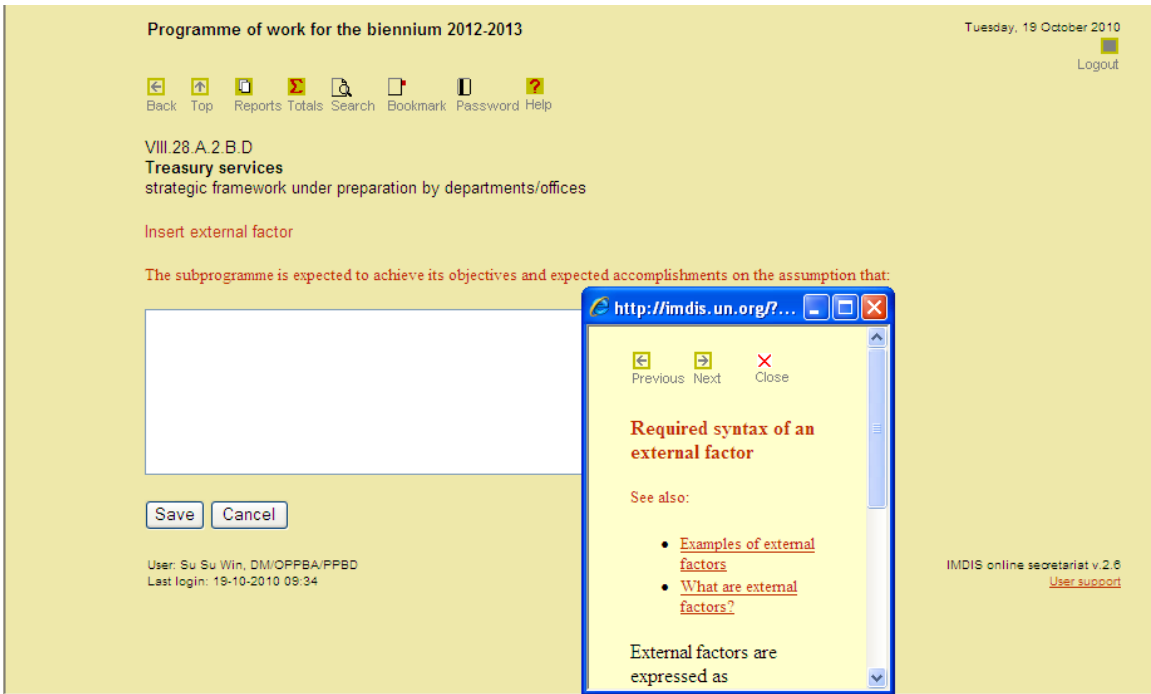 Programme of work for the biennium 2012-2013
Tuesday, 19 October 2010
Logout
Back Top Reports Totals Search Bookmark Password Help
VIII.28.A.2.B.D
Treasury services
strategic framework under preparation by departments/offices
Insert external factor
The subprogramme is expected to achieve its objectives and expected accomplishments on the assumption that:
http://imdis.un.org/?...
Previous Next Close
Required syntax of an
external factor
See also:
Examples of external
factors
What are external
factors?
External factors are
expressed as
Save Cancel
User: Su Su Win, DM/OPPBA/PPBD
Last login: 19-10-2010 09:34
IMDIS online secretariat v.2.6
User support